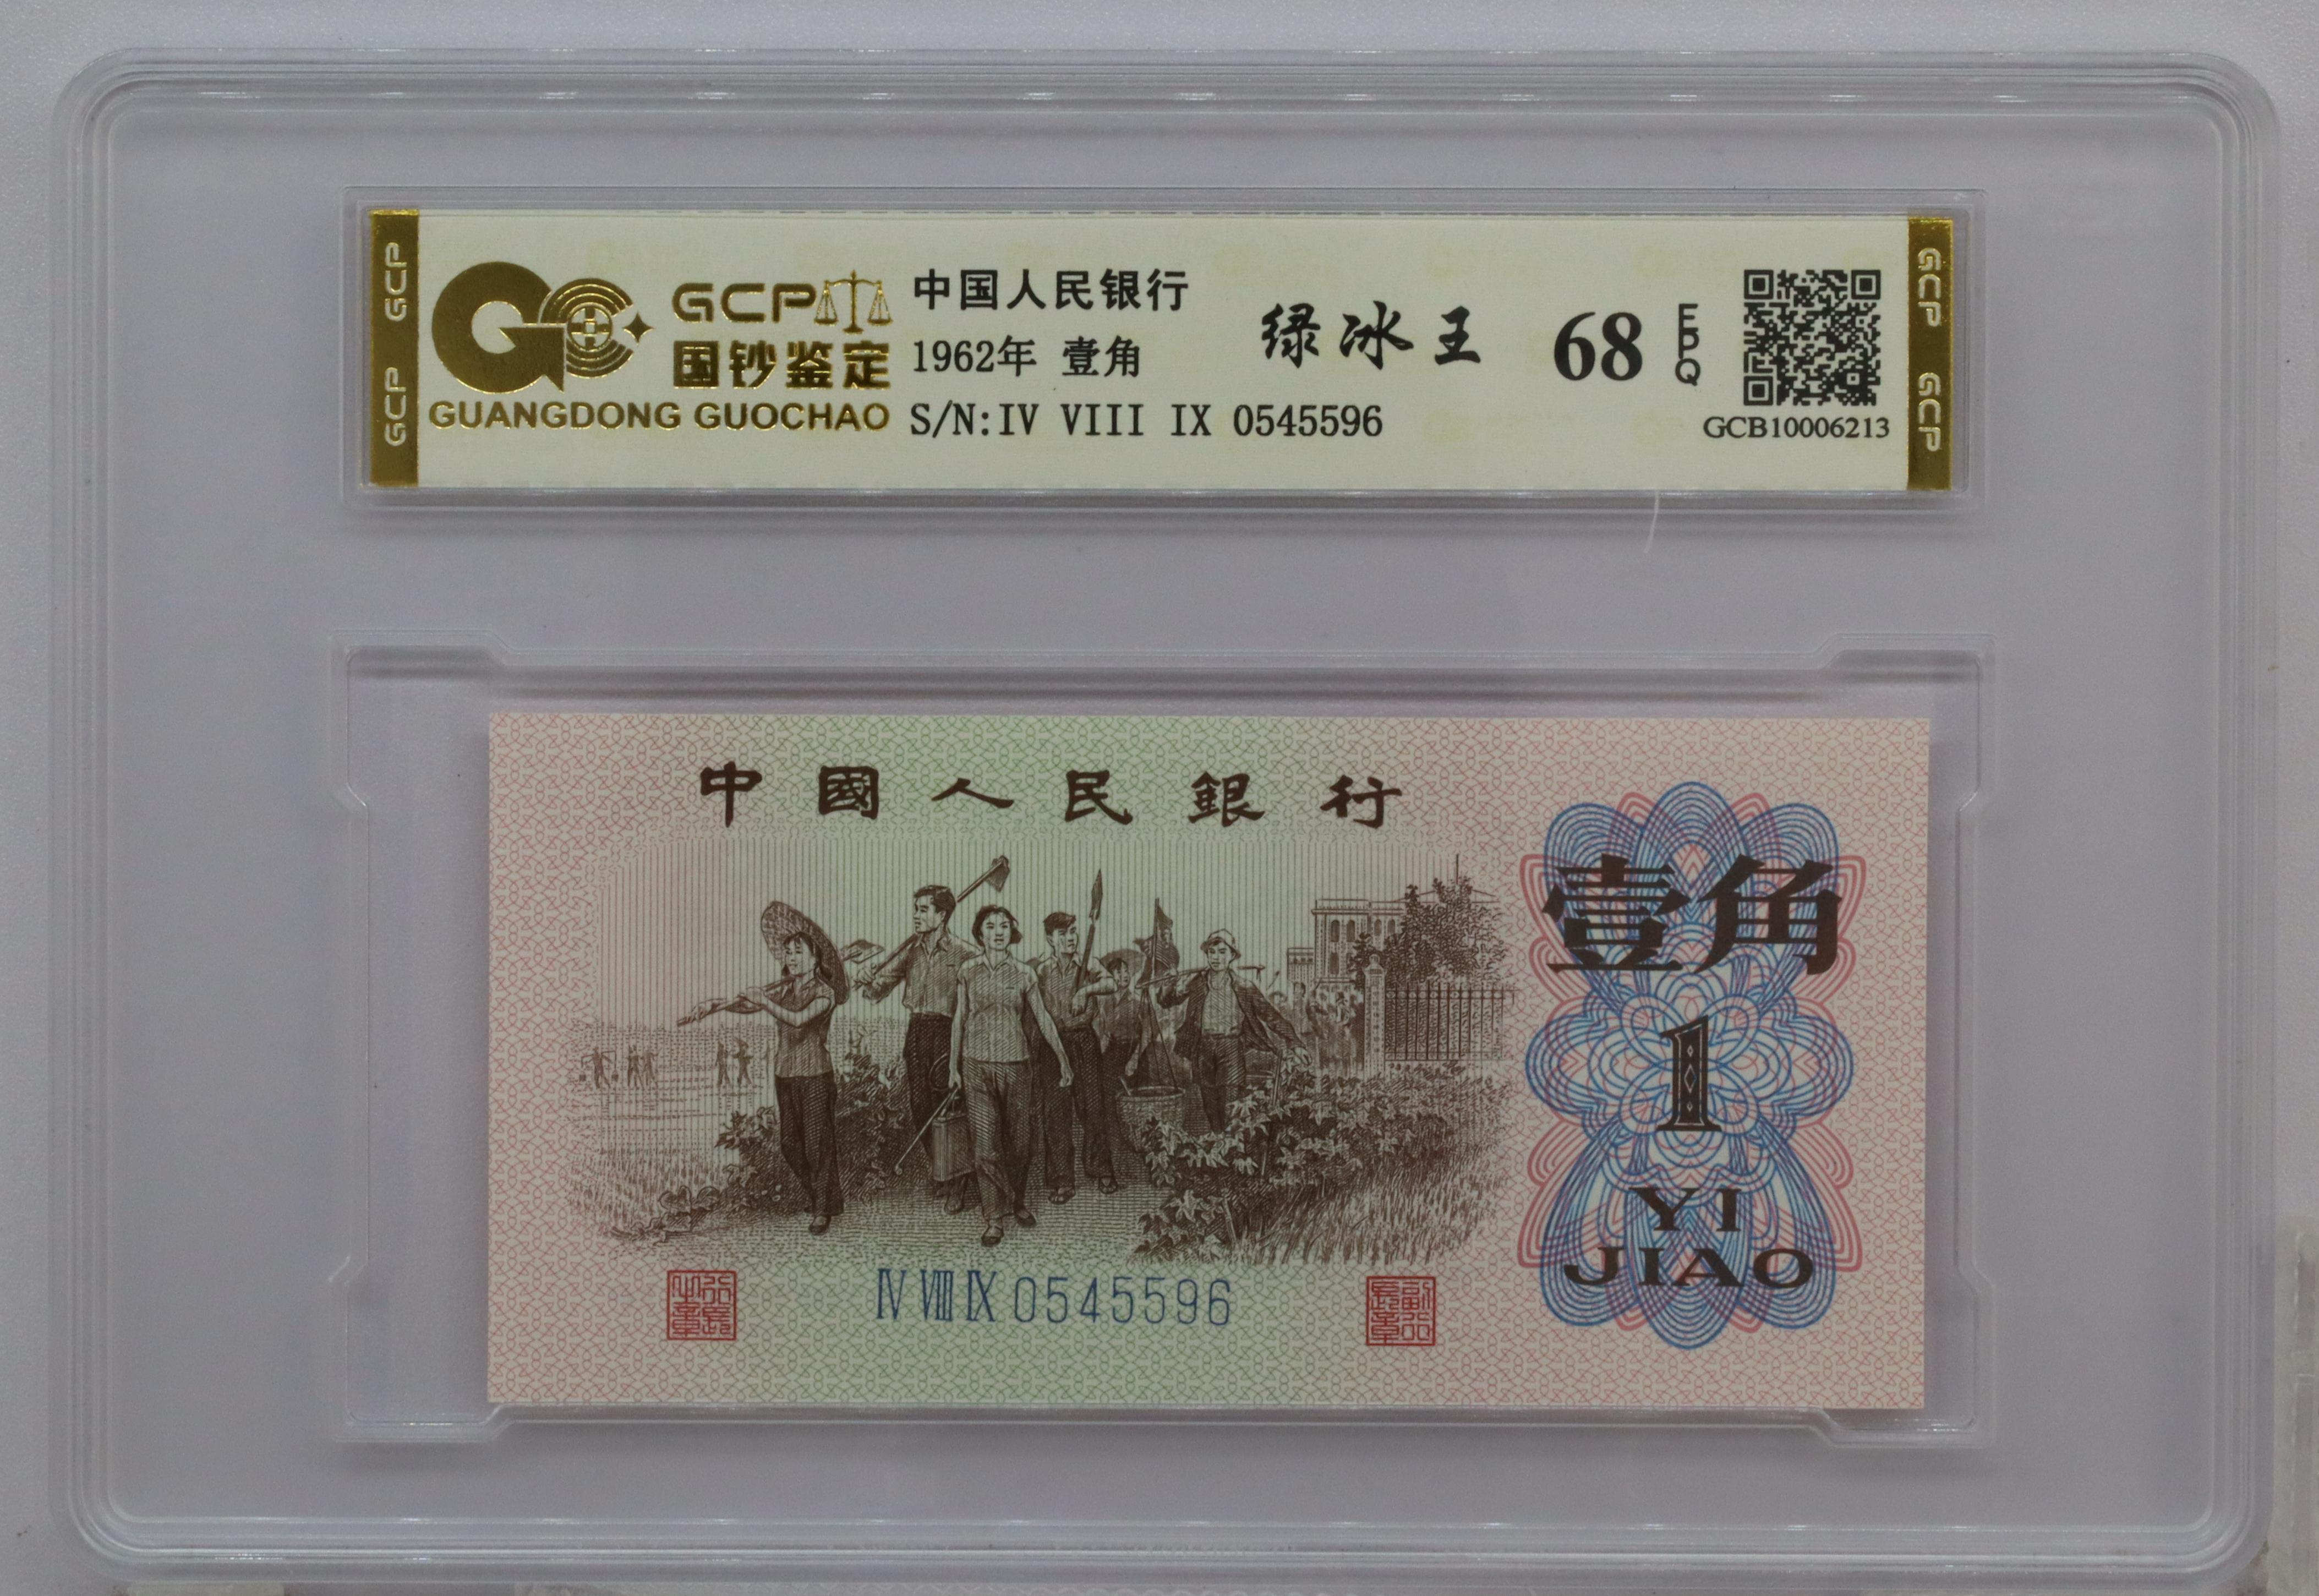 GCP GCP
GCP
国钞鉴定
GUANGDONG GUOCHAO
中国人民银行
1962年 壹角
S/N:IV VIII IX 0545596
绿冰王
68
EPQ
GCB10006213
GCP GCP
中國人民銀行
壹角
1
YI
JIAO
IV VIII IX 0545596